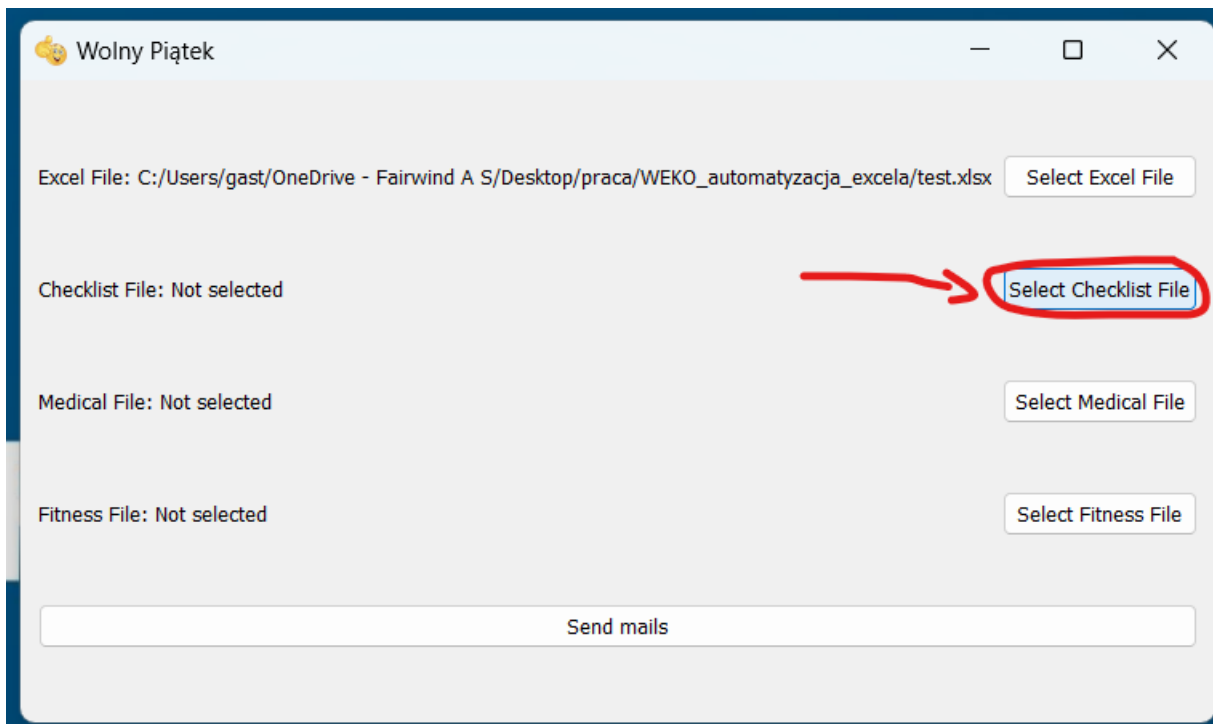 Wolny Piątek
Excel File: C:/Users/gast/OneDrive - Fairwind A S/Desktop/praca/WEKO_automatyzacja_excela/test.xlsx Select Excel File
Checklist File: Not selected Select Checklist File
Medical File: Not selected Select Medical File
Fitness File: Not selected Select Fitness File
Send mails